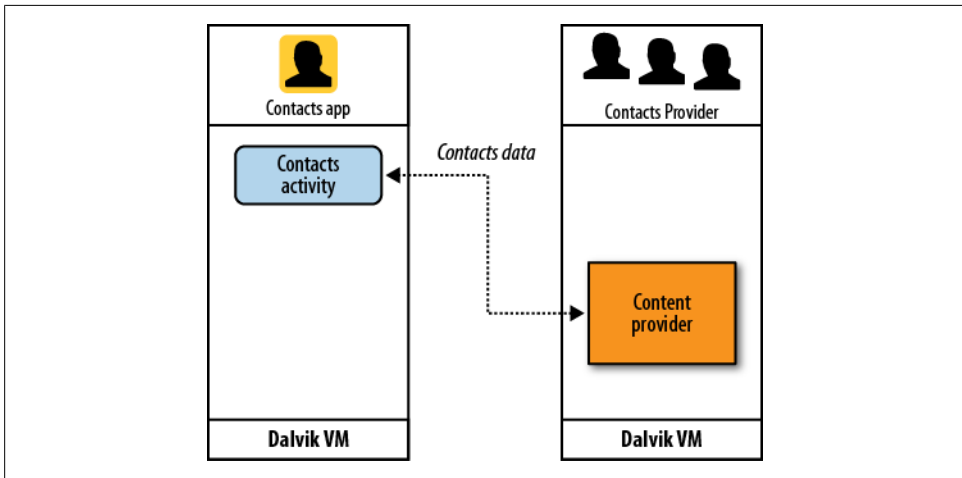 Contacts app
Contacts Provider
Contacts data
Contacts
activity
Content
provider
Dalvik VM
Dalvik VM